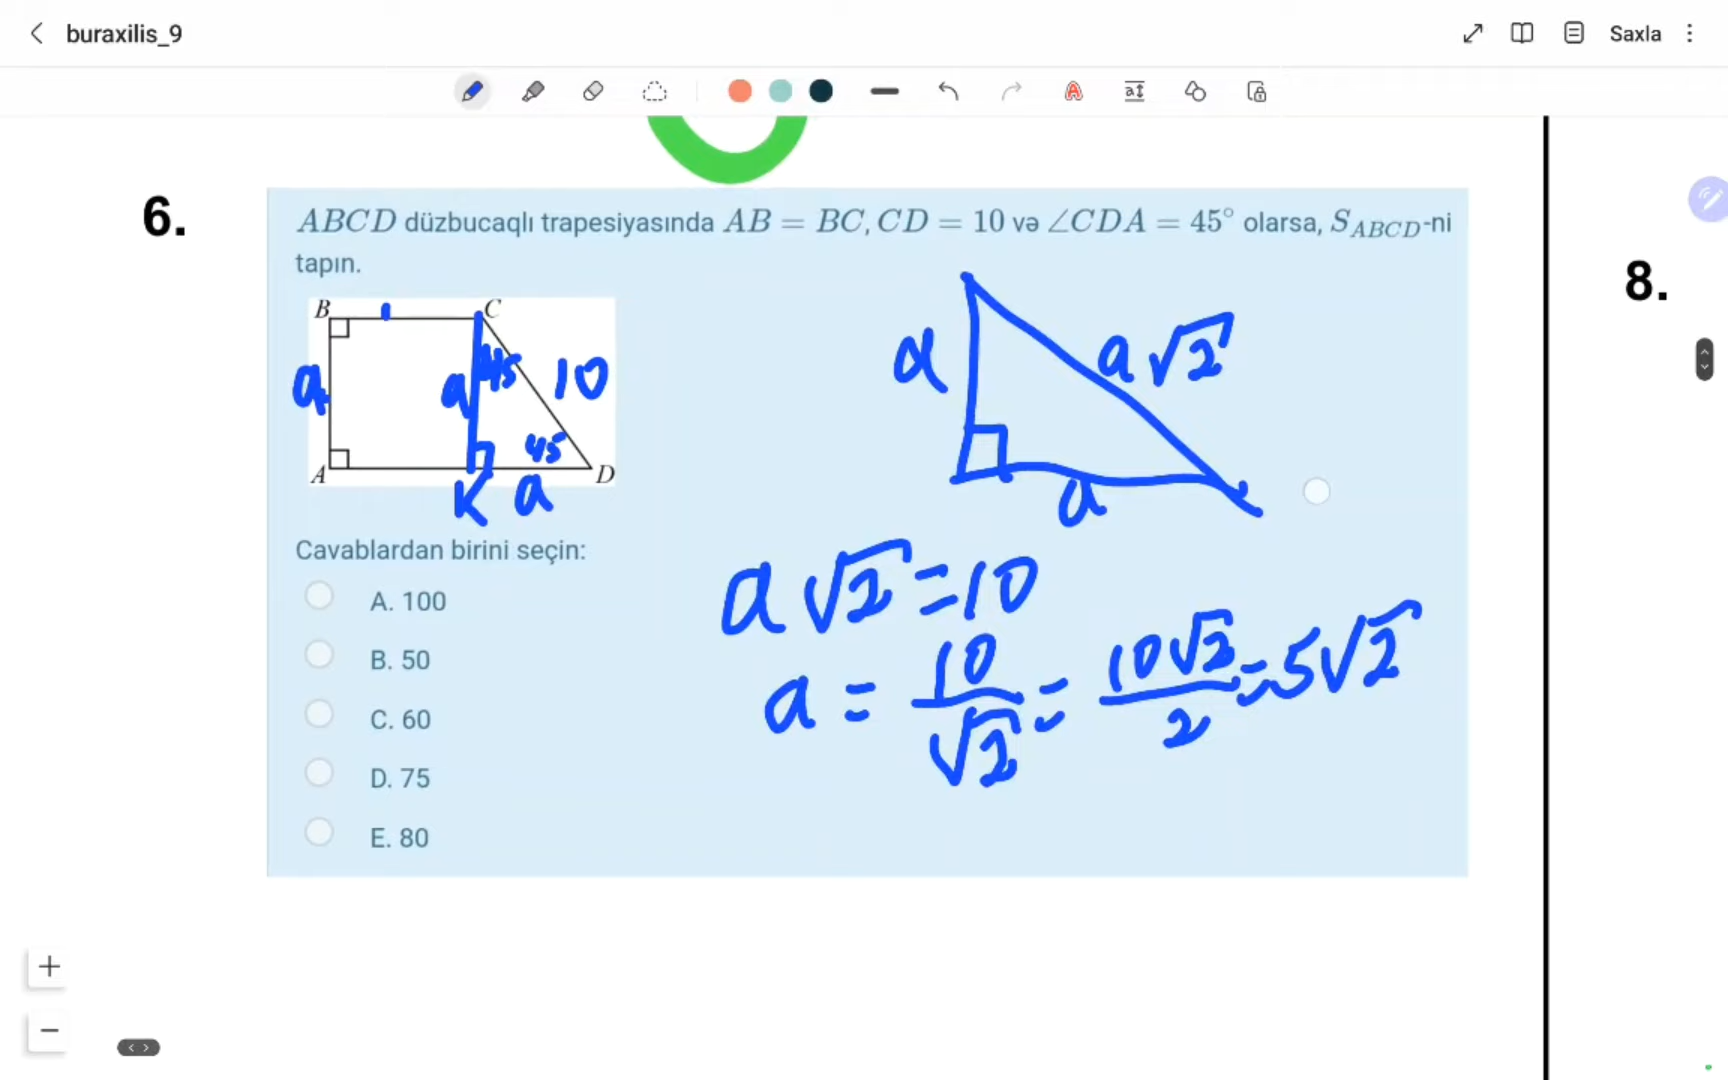 buraxilis_9
Saxla
6.
ABCD düzbucaqlı trapesiyasında AB = BC, CD = 10 və ∠CDA = 45° olarsa, S_{ABCD}-ni
tapın.
B C
a a 45 10
45
A K a D
a a√2
a
Cavablardan birini seçin:
A. 100
B. 50
C. 60
D. 75
E. 80
a√2 = 10
a = 10/√2 = 10√2/2 = 5√2
8.